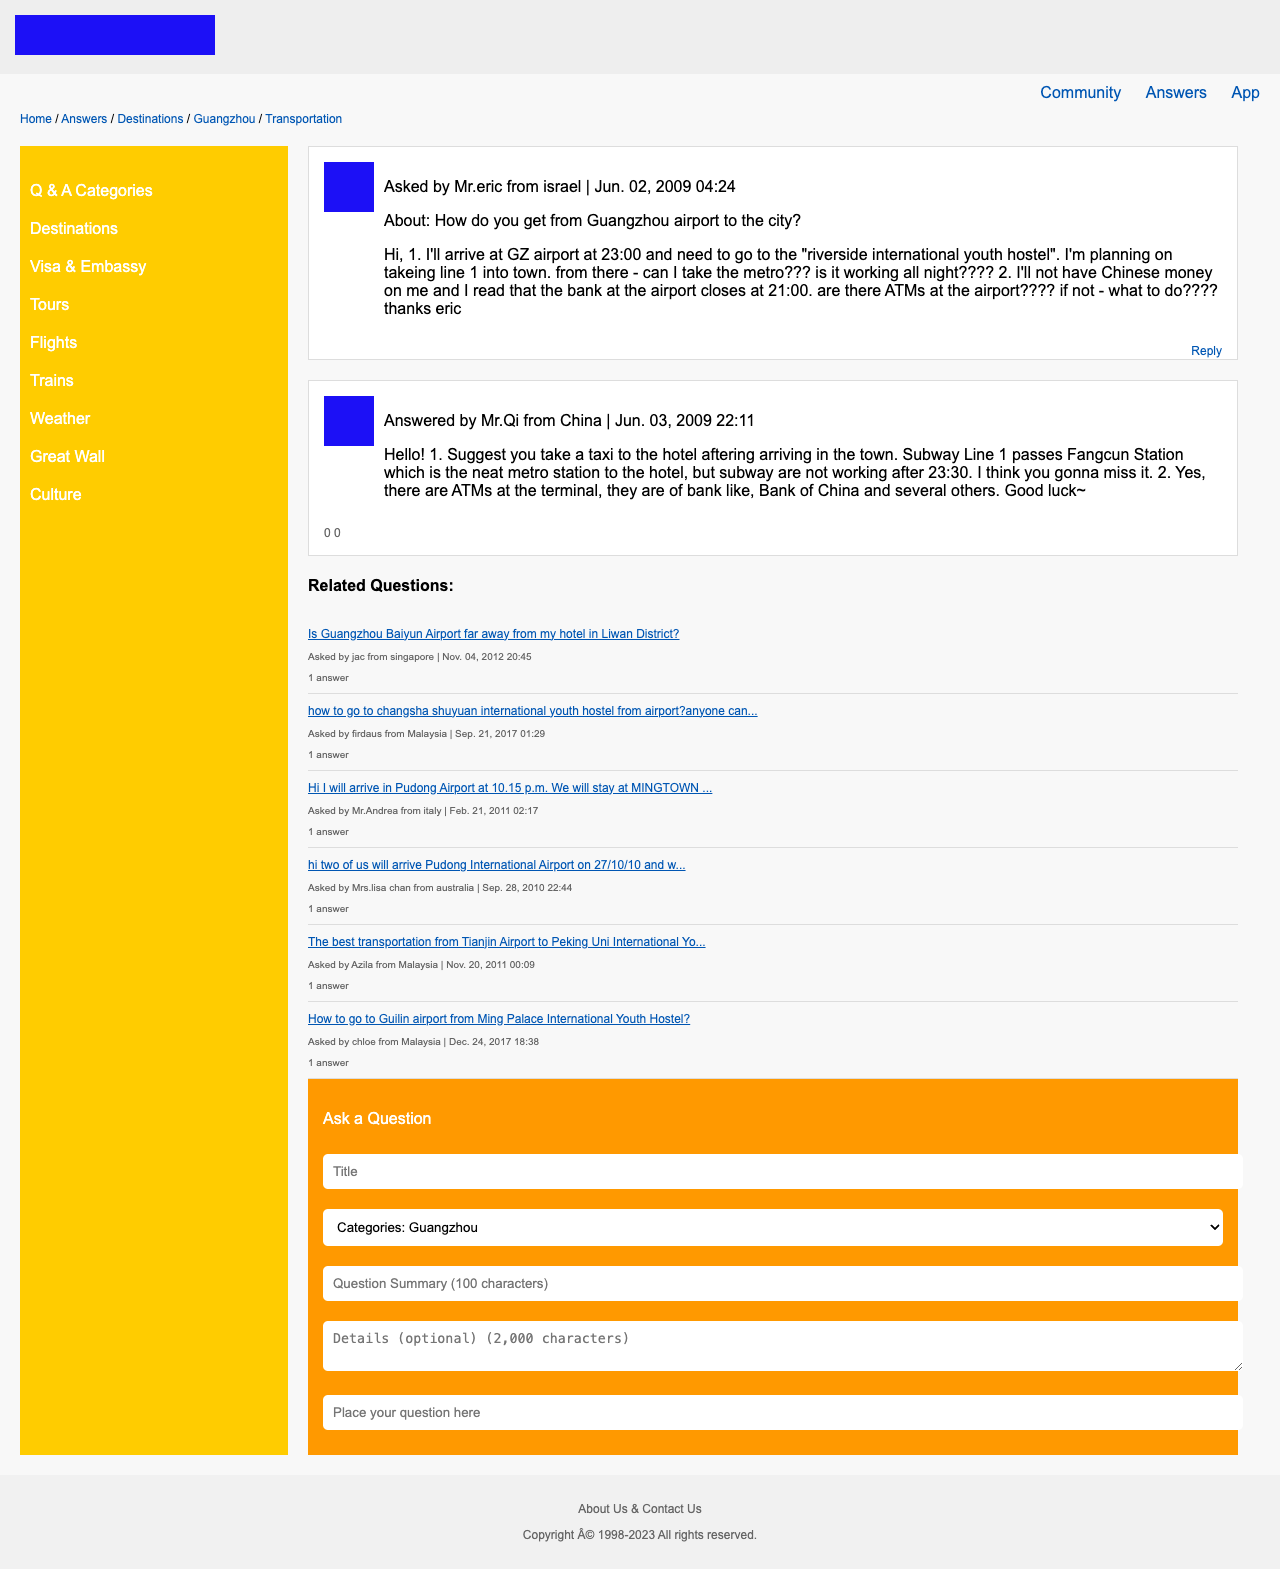 Community Answers App
Home / Answers / Destinations / Guangzhou / Transportation
Q & A Categories
Destinations
Visa & Embassy
Tours
Flights
Trains
Weather
Great Wall
Culture
Asked by Mr.eric from israel | Jun. 02, 2009 04:24
About: How do you get from Guangzhou airport to the city?
Hi, 1. I'll arrive at GZ airport at 23:00 and need to go to the "riverside international youth hostel". I'm planning on
takeing line 1 into town. from there - can I take the metro??? is it working all night???? 2. I'll not have Chinese money
on me and I read that the bank at the airport closes at 21:00. are there ATMs at the airport???? if not - what to do????
thanks eric
Reply
Answered by Mr.Qi from China | Jun. 03, 2009 22:11
Hello! 1. Suggest you take a taxi to the hotel aftering arriving in the town. Subway Line 1 passes Fangcun Station
which is the neat metro station to the hotel, but subway are not working after 23:30. I think you gonna miss it. 2. Yes,
there are ATMs at the terminal, they are of bank like, Bank of China and several others. Good luck~
0 0
Related Questions:
Is Guangzhou Baiyun Airport far away from my hotel in Liwan District?
Asked by jac from singapore | Nov. 04, 2012 20:45
1 answer
how to go to changsha shuyuan international youth hostel from airport?anyone can...
Asked by firdaus from Malaysia | Sep. 21, 2017 01:29
1 answer
Hi I will arrive in Pudong Airport at 10.15 p.m. We will stay at MINGTOWN ...
Asked by Mr.Andrea from italy | Feb. 21, 2011 02:17
1 answer
hi two of us will arrive Pudong International Airport on 27/10/10 and w...
Asked by Mrs.lisa chan from australia | Sep. 28, 2010 22:44
1 answer
The best transportation from Tianjin Airport to Peking Uni International Yo...
Asked by Azila from Malaysia | Nov. 20, 2011 00:09
1 answer
How to go to Guilin airport from Ming Palace International Youth Hostel?
Asked by chloe from Malaysia | Dec. 24, 2017 18:38
1 answer
Ask a Question
Title
Categories: Guangzhou
Question Summary (100 characters)
Details (optional) (2,000 characters)
Place your question here
About Us & Contact Us
Copyright Â© 1998-2023 All rights reserved.